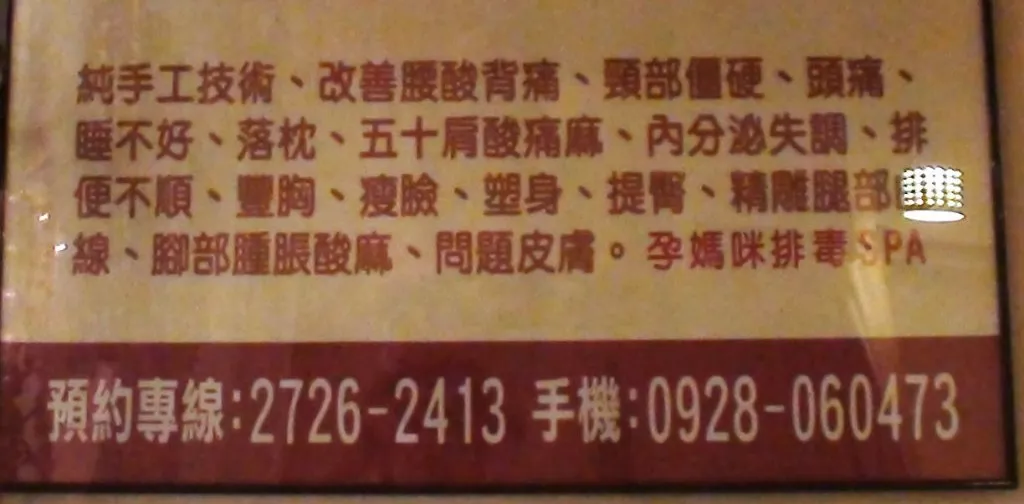 純手工技術、改善腰酸背痛、頸部僵硬、頭痛、
睡不好、落枕、五十肩酸痛麻、內分泌失調、排
便不順、豐胸、瘦臉、塑身、提臀、精雕腿部
線、腳部腫脹酸麻、問題皮膚。孕媽咪排毒SPA
預約專線:2726-2413 手機:0928-060473